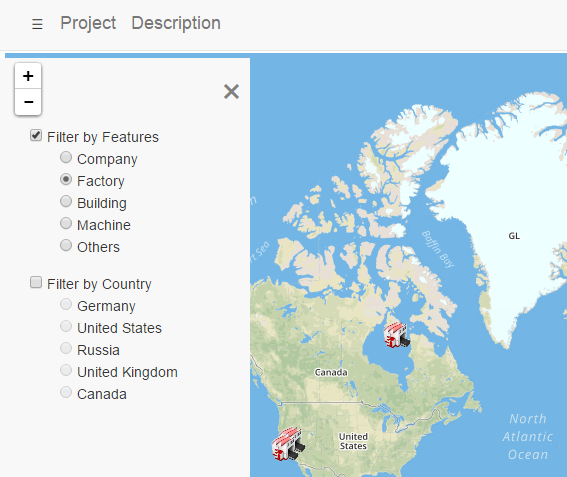 ☰ Project Description
+
−
×
Filter by Features
Company
Factory
Building
Machine
Others
Filter by Country
Germany
United States
Russia
United Kingdom
Canada
GL
Baffin Bay
Canada
United
States
North
Atlantic
Ocean